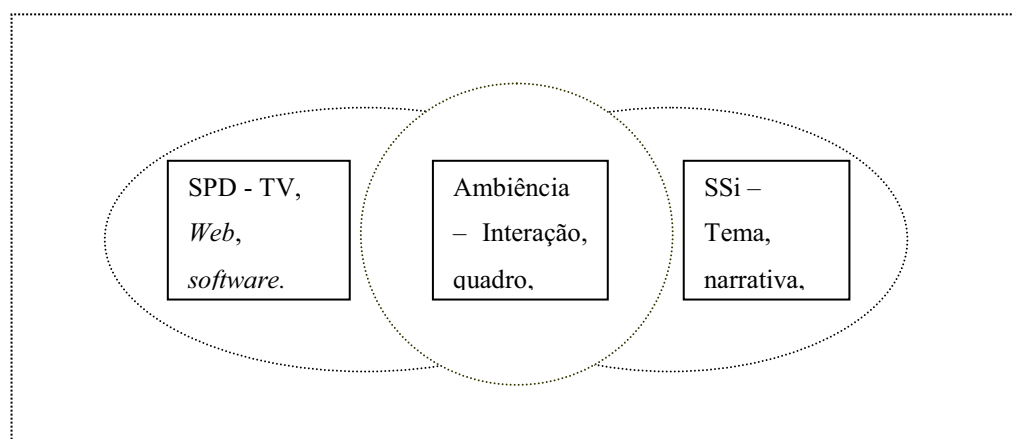 SPD - TV,
Web,
software.
Ambiência
– Interação,
quadro,
SSi –
Tema,
narrativa,